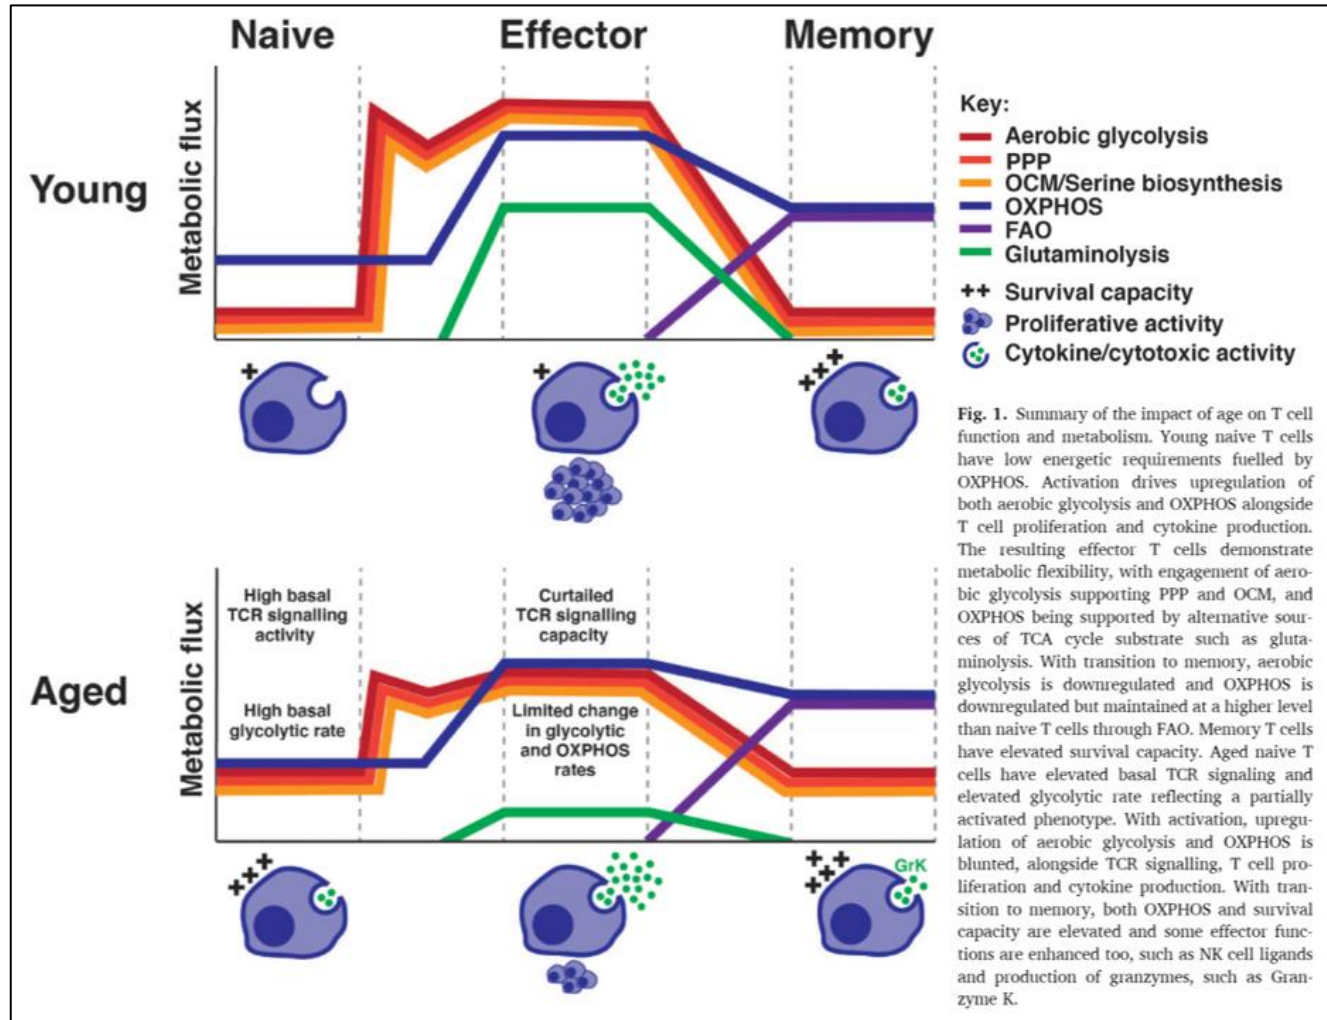 Naive
Effector
Memory
Young
Metabolic flux
Key:
Aerobic glycolysis
PPP
OCM/Serine biosynthesis
OXPHOS
FAO
Glutaminolysis
++ Survival capacity
Proliferative activity
Cytokine/cytotoxic activity
+
+
+++
Aged
Metabolic flux
High basal
TCR signalling
activity
High basal
glycolytic rate
Curtailed
TCR signalling
capacity
Limited change
in glycolytic
and OXPHOS
rates
+++
GrK
+++++
Fig. 1. Summary of the impact of age on T cell
function and metabolism. Young naive T cells
have low energetic requirements fuelled by
OXPHOS. Activation drives upregulation of
both aerobic glycolysis and OXPHOS alongside
T cell proliferation and cytokine production.
The resulting effector T cells demonstrate
metabolic flexibility, with engagement of aero-
bic glycolysis supporting PPP and OCM, and
OXPHOS being supported by alternative sour-
ces of TCA cycle substrate such as gluta-
minolysis. With transition to memory, aerobic
glycolysis is downregulated and OXPHOS is
downregulated but maintained at a higher level
than naive T cells through FAO. Memory T cells
have elevated survival capacity. Aged naive T
cells have elevated basal TCR signaling and
elevated glycolytic rate reflecting a partially
activated phenotype. With activation, upregu-
lation of aerobic glycolysis and OXPHOS is
blunted, alongside TCR signalling, T cell pro-
liferation and cytokine production. With tran-
sition to memory, both OXPHOS and survival
capacity are elevated and some effector func-
tions are enhanced too, such as NK cell ligands
and production of granzymes, such as Gran-
zyme K.